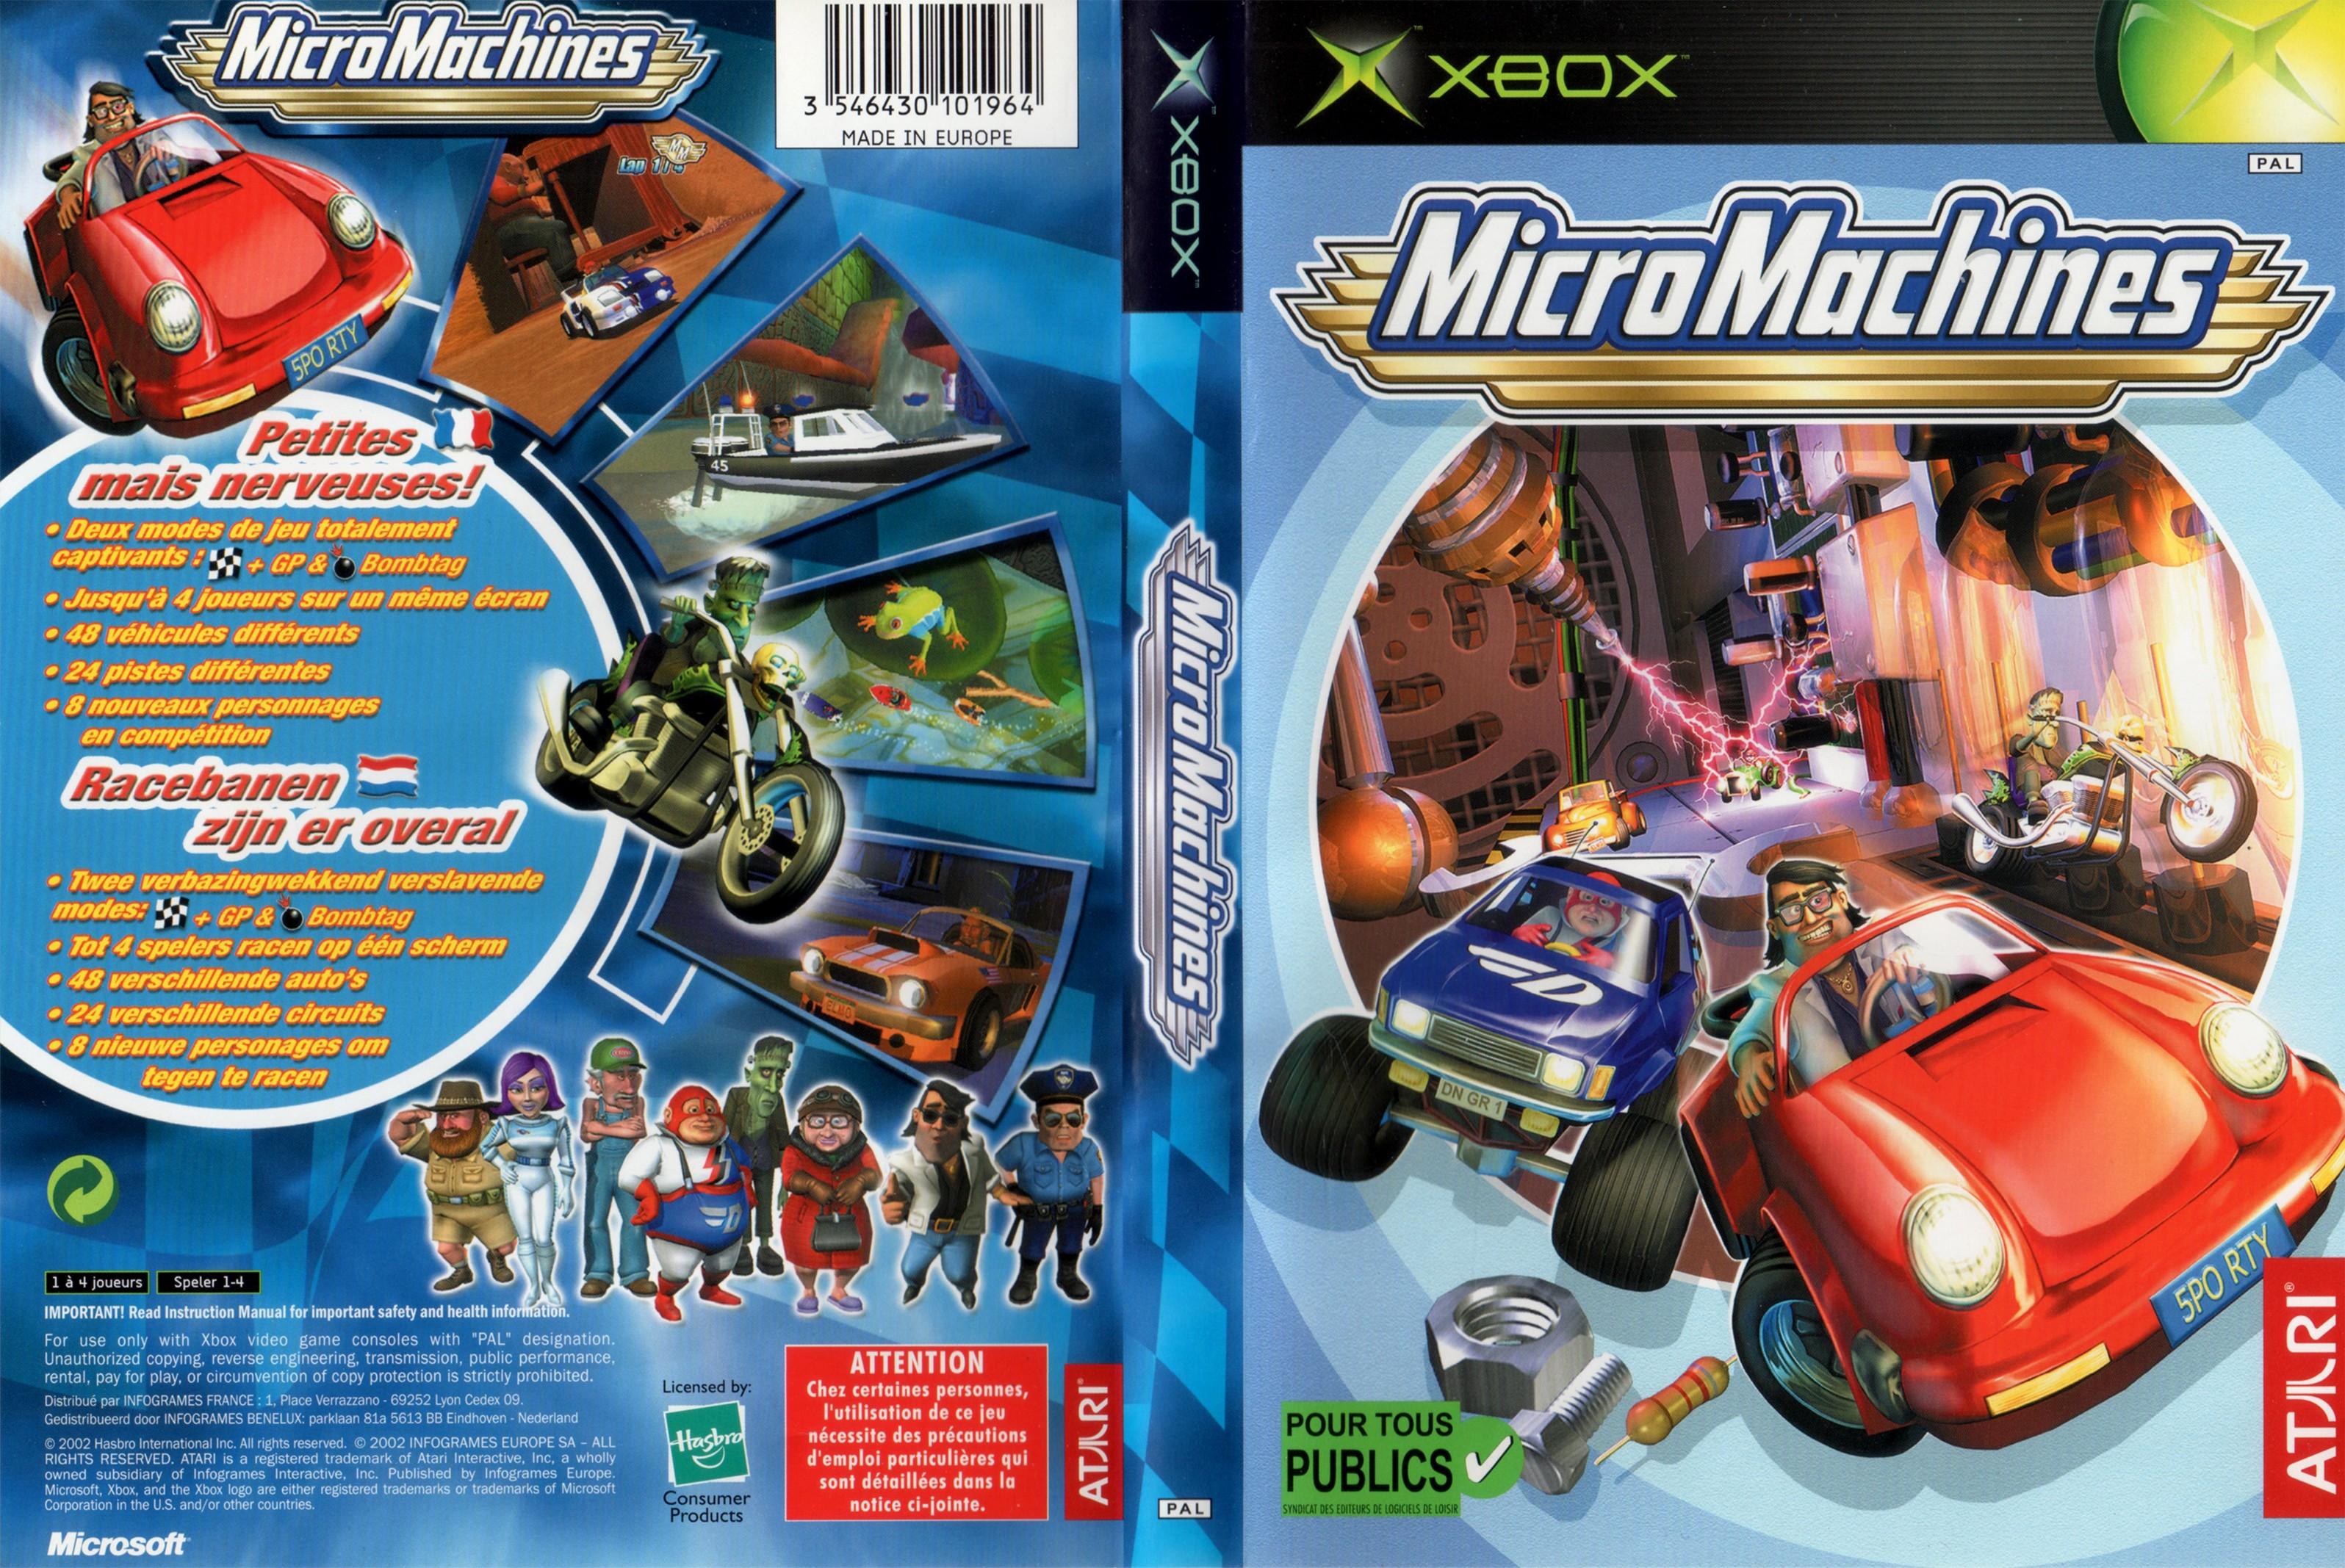 MicroMachines
3 546430 101964
MADE IN EUROPE
Lap 1/4
MM
5PO RTY
45
Petites
mais nerveuses!
• Deux modes de jeu totalement
captivants : + GP & Bombtag
• Jusqu'à 4 joueurs sur un même écran
• 48 véhicules différents
• 24 pistes différentes
• 8 nouveaux personnages
en compétition
Racebanen
zijn er overal
• Twee verbazingwekkend verslavende
modes: + GP & Bombtag
• Tot 4 spelers racen op één scherm
• 48 verschillende auto's
• 24 verschillende circuits
• 8 nieuwe personages om
tegen te racen
D
1 à 4 joueurs
Speler 1-4
IMPORTANT! Read Instruction Manual for important safety and health information.
For use only with Xbox video game consoles with "PAL" designation.
Unauthorized copying, reverse engineering, transmission, public performance,
rental, pay for play, or circumvention of copy protection is strictly prohibited.
Distribué par INFOGRAMES FRANCE : 1, Place Verrazzano - 69252 Lyon Cedex 09.
Gedistribueerd door INFOGRAMES BENELUX: parklaan 81a 5613 BB Eindhoven - Nederland
© 2002 Hasbro International Inc. All rights reserved. © 2002 INFOGRAMES EUROPE SA – ALL
RIGHTS RESERVED. ATARI is a registered trademark of Atari Interactive, Inc, a wholly
owned subsidiary of Infogrames Interactive, Inc. Published by Infogrames Europe.
Microsoft, Xbox, and the Xbox logo are either registered trademarks or trademarks of Microsoft
Corporation in the U.S. and/or other countries.
Microsoft
Licensed by:
Hasbro
Consumer
Products
ATTENTION
Chez certaines personnes,
l'utilisation de ce jeu
nécessite des précautions
d'emploi particulières qui
sont détaillées dans la
notice ci-jointe.
ATARI®
XBOX™
MicroMachines
PAL
XBOX™
PAL
MicroMachines
D
DN GR 1
5PO RTY
POUR TOUS
PUBLICS
SYNDICAT DES EDITEURS DE LOGICIELS DE LOISIR
ATARI®